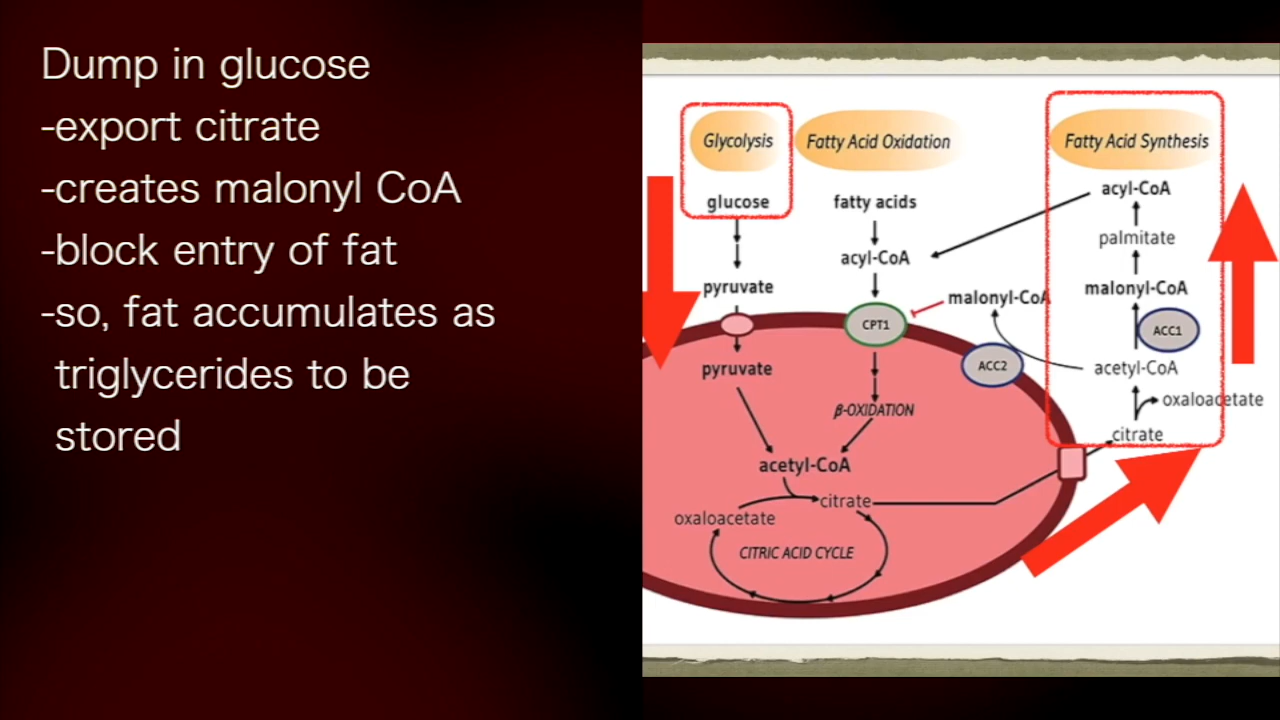 Dump in glucose
-export citrate
-creates malonyl CoA
-block entry of fat
-so, fat accumulates as
triglycerides to be
stored
Glycolysis
Fatty Acid Oxidation
Fatty Acid Synthesis
glucose
fatty acids
acyl-CoA
palmitate
acyl-CoA
pyruvate
malonyl-CoA
malonyl-CoA
CPT1
ACC1
pyruvate
ACC2
acetyl-CoA
oxaloacetate
β-OXIDATION
citrate
acetyl-CoA
citrate
oxaloacetate
CITRIC ACID CYCLE